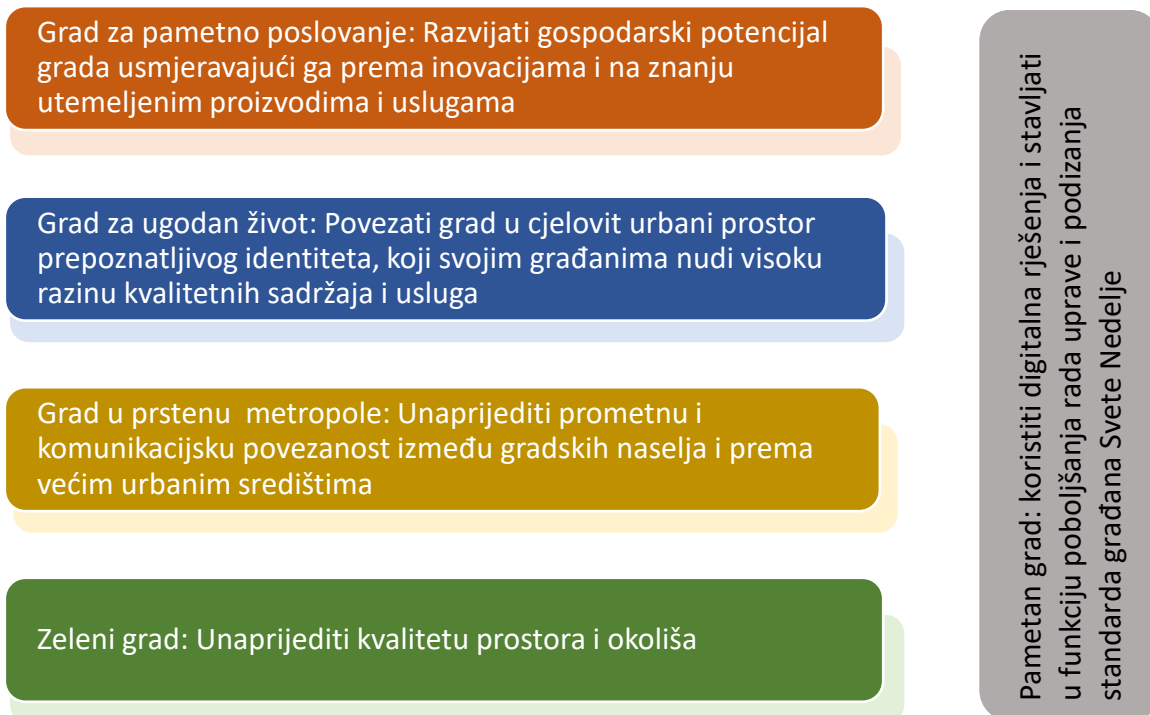 Grad za pametno poslovanje: Razvijati gospodarski potencijal
grada usmjeravajući ga prema inovacijama i na znanju
utemeljenim proizvodima i uslugama
Grad za ugodan život: Povezati grad u cjelovit urbani prostor
prepoznatljivog identiteta, koji svojim građanima nudi visoku
razinu kvalitetnih sadržaja i usluga
Grad u prstenu  metropole: Unaprijediti prometnu i
komunikacijsku povezanost između gradskih naselja i prema
većim urbanim središtima
Zeleni grad: Unaprijediti kvalitetu prostora i okoliša
Pametan grad: koristiti digitalna rješenja i stavljati
u funkciju poboljšanja rada uprave i podizanja
standarda građana Svete Nedelje